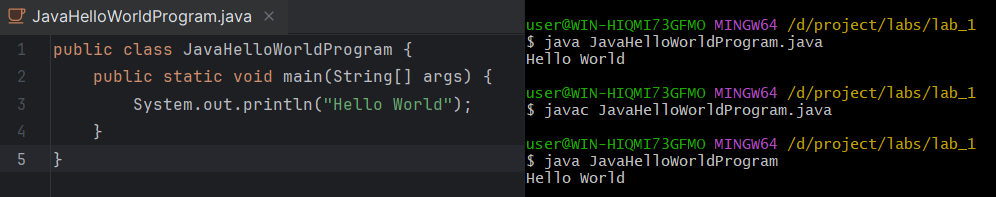 JavaHelloWorldProgram.java
1 public class JavaHelloWorldProgram {
2     public static void main(String[] args) {
3         System.out.println("Hello World");
4     }
5 }
user@WIN-HIQMI73GFMO MINGW64 /d/project/labs/lab_1
$ java JavaHelloWorldProgram.java
Hello World
user@WIN-HIQMI73GFMO MINGW64 /d/project/labs/lab_1
$ javac JavaHelloWorldProgram.java
user@WIN-HIQMI73GFMO MINGW64 /d/project/labs/lab_1
$ java JavaHelloWorldProgram
Hello World